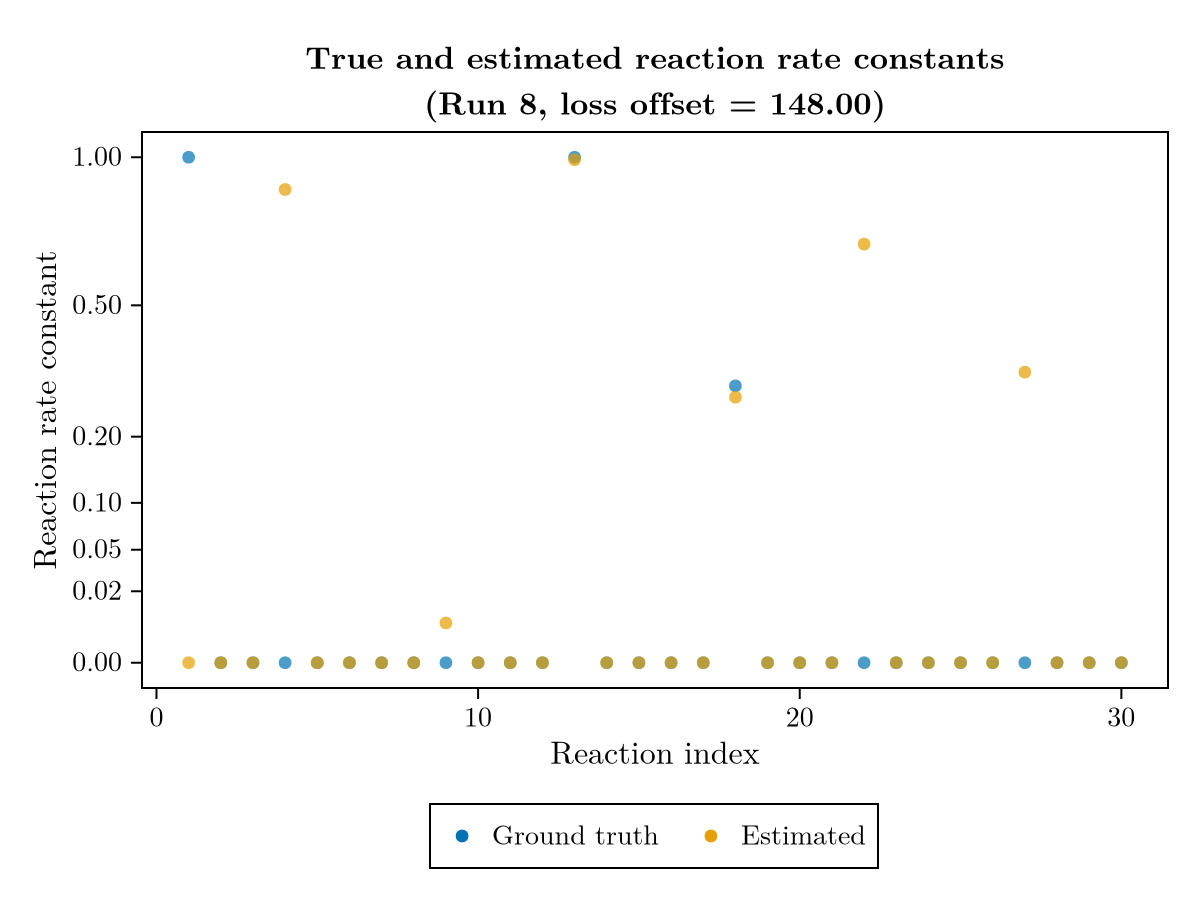 True and estimated reaction rate constants
(Run 8, loss offset = 148.00)
Reaction rate constant
1.00
0.50
0.20
0.10
0.05
0.02
0.00
0 10 20 30
Reaction index
Ground truth Estimated